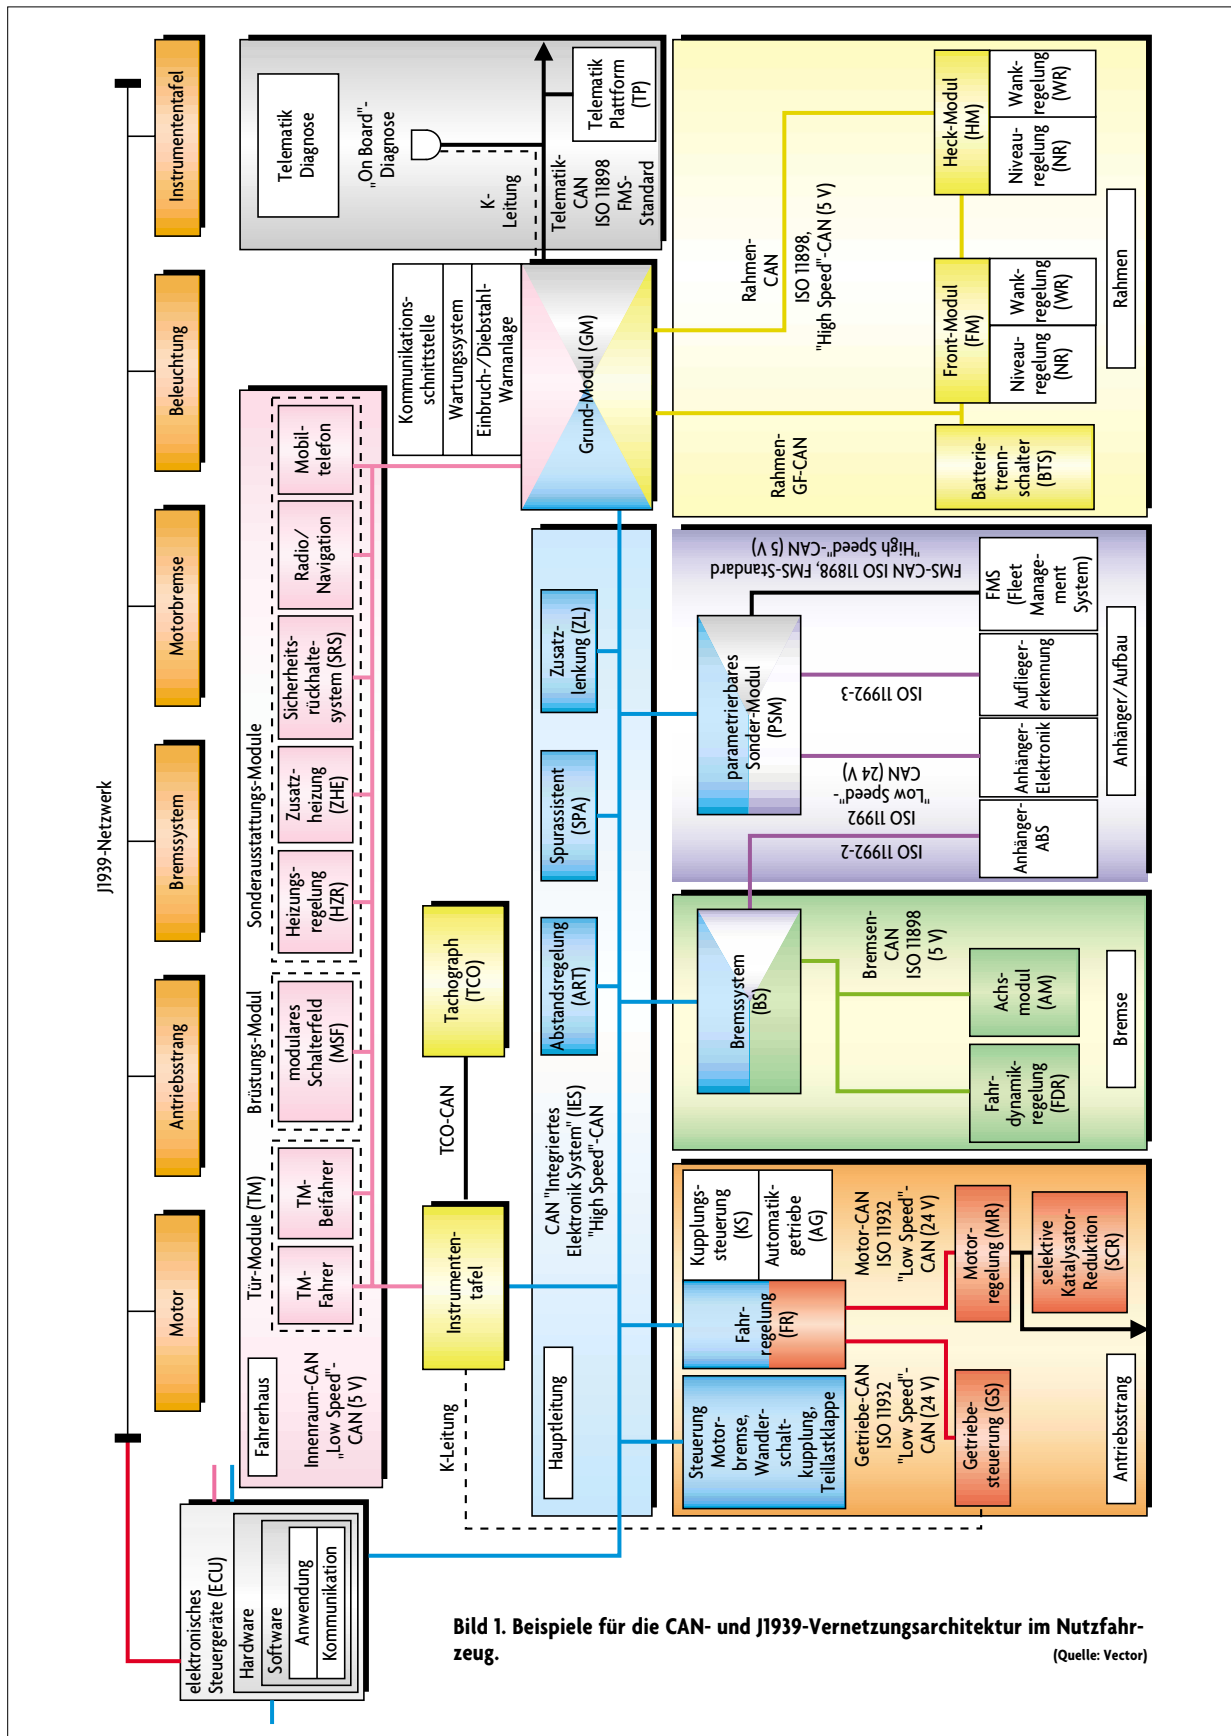 J1939-Netzwerk
Motor
Antriebsstrang
Bremssystem
Motorbremse
Beleuchtung
Instrumententafel
elektronisches
Steuergeräte (ECU)
Hardware
Software
Anwendung
Kommunikation
Fahrerhaus
Innenraum-CAN
„Low Speed"-
CAN (5 V)
Tür-Module (TM)
TM-
Fahrer
TM-
Beifahrer
Brüstungs-Modul
modulares
Schalterfeld
(MSF)
Sonderausstattungs-Module
Heizungs-
regelung
(HZR)
Zusatz-
heizung
(ZHE)
Sicherheits-
rückhalte-
system (SRS)
Radio/
Navigation
Mobil-
telefon
Telematik
Diagnose
"On Board"-
Diagnose
K-
Leitung
Telematik-
CAN
ISO 11898
FMS-
Standard
Telematik
Plattform
(TP)
K-Leitung
Instrumenten-
tafel
TCO-CAN
Tachograph
(TCO)
Kommunikations-
schnittstelle
Wartungssystem
Einbruch-/Diebstahl-
Warnanlage
Grund-Modul (GM)
Hauptleitung
CAN "Integriertes
Elektronik System" (IES)
"High Speed"-CAN
Abstandsregelung
(ART)
Spurassistent
(SPA)
Zusatz-
lenkung (ZL)
Steuerung
Motor-
bremse,
Wandler-
schalt-
kupplung,
Teillastklappe
Fahr-
regelung
(FR)
Kupplungs-
steuerung
(KS)
Automatik-
getriebe
(AG)
Getriebe-CAN
ISO 11932
"Low Speed"-
CAN (24 V)
Motor-CAN
ISO 11932
"Low Speed"-
CAN (24 V)
Getriebe-
steuerung (GS)
Motor-
regelung (MR)
selektive
Katalysator-
Reduktion
(SCR)
Antriebsstrang
Bremssystem
(BS)
Bremsen-
CAN
ISO 11898
(5 V)
Fahr-
dynamik-
regelung
(FDR)
Achs-
modul
(AM)
Bremse
parametrierbares
Sonder-Modul
(PSM)
FMS-CAN ISO 11898, FMS-Standard
"High Speed"-CAN (5 V)
ISO 11992-2
ISO 11992
"Low Speed"-
CAN (24 V)
ISO 11992-3
Anhänger-
ABS
Anhänger-
Elektronik
Auflieger-
erkennung
FMS
(Fleet
Manage-
ment
System)
Anhänger/Aufbau
Rahmen-
GF-CAN
Rahmen-
CAN
ISO 11898,
"High Speed"-CAN (5 V)
Batterie-
trenn-
schalter
(BTS)
Front-Modul
(FM)
Niveau-
regelung
(NR)
Wank-
regelung
(WR)
Heck-Modul
(HM)
Niveau-
regelung
(NR)
Wank-
regelung
(WR)
Rahmen
Bild 1. Beispiele für die CAN- und J1939-Vernetzungsarchitektur im Nutzfahr-
zeug.
(Quelle: Vector)